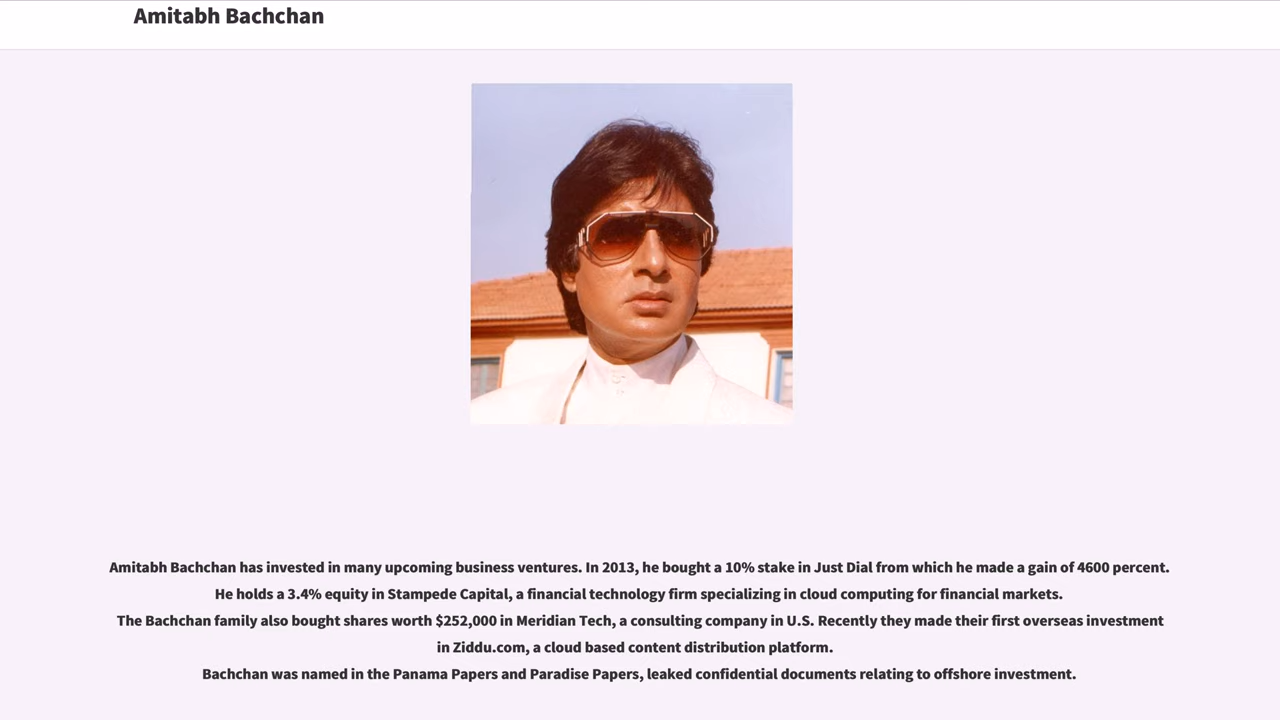 Amitabh Bachchan
Amitabh Bachchan has invested in many upcoming business ventures. In 2013, he bought a 10% stake in Just Dial from which he made a gain of 4600 percent.
He holds a 3.4% equity in Stampede Capital, a financial technology firm specializing in cloud computing for financial markets.
The Bachchan family also bought shares worth $252,000 in Meridian Tech, a consulting company in U.S. Recently they made their first overseas investment
in Ziddu.com, a cloud based content distribution platform.
Bachchan was named in the Panama Papers and Paradise Papers, leaked confidential documents relating to offshore investment.